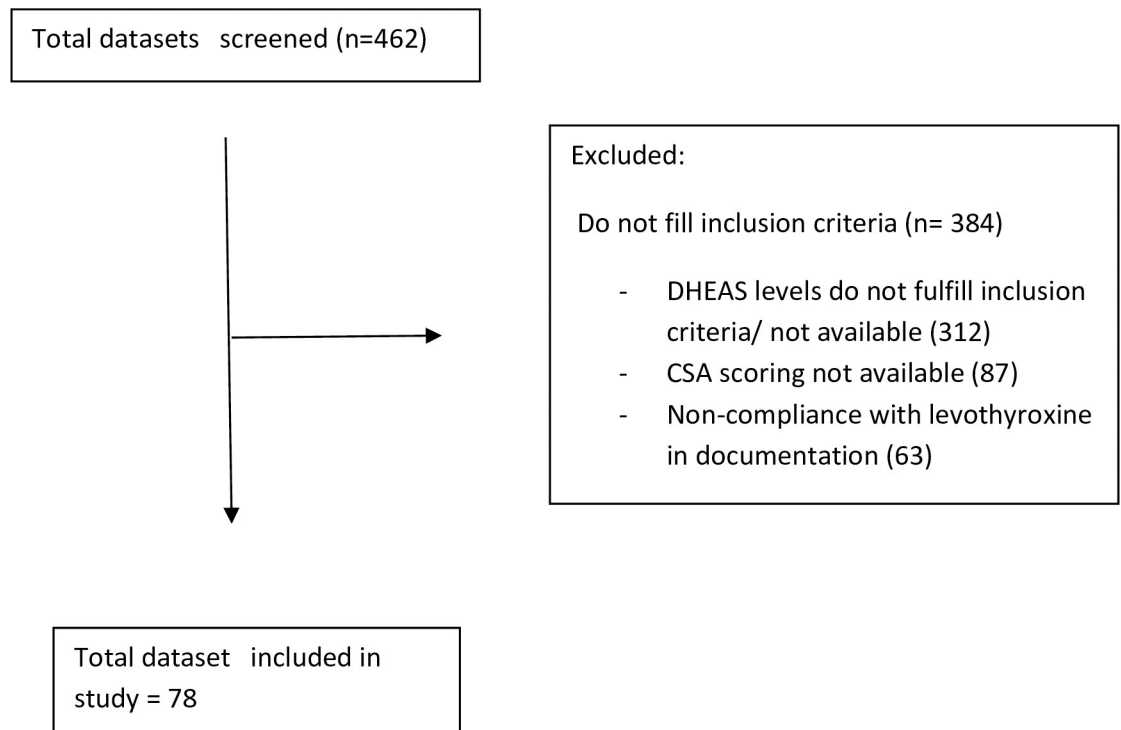 Total datasets screened (n=462)
Excluded:
Do not fill inclusion criteria (n= 384)
- DHEAS levels do not fulfill inclusion
criteria/ not available (312)
- CSA scoring not available (87)
- Non-compliance with levothyroxine
in documentation (63)
Total dataset included in
study = 78